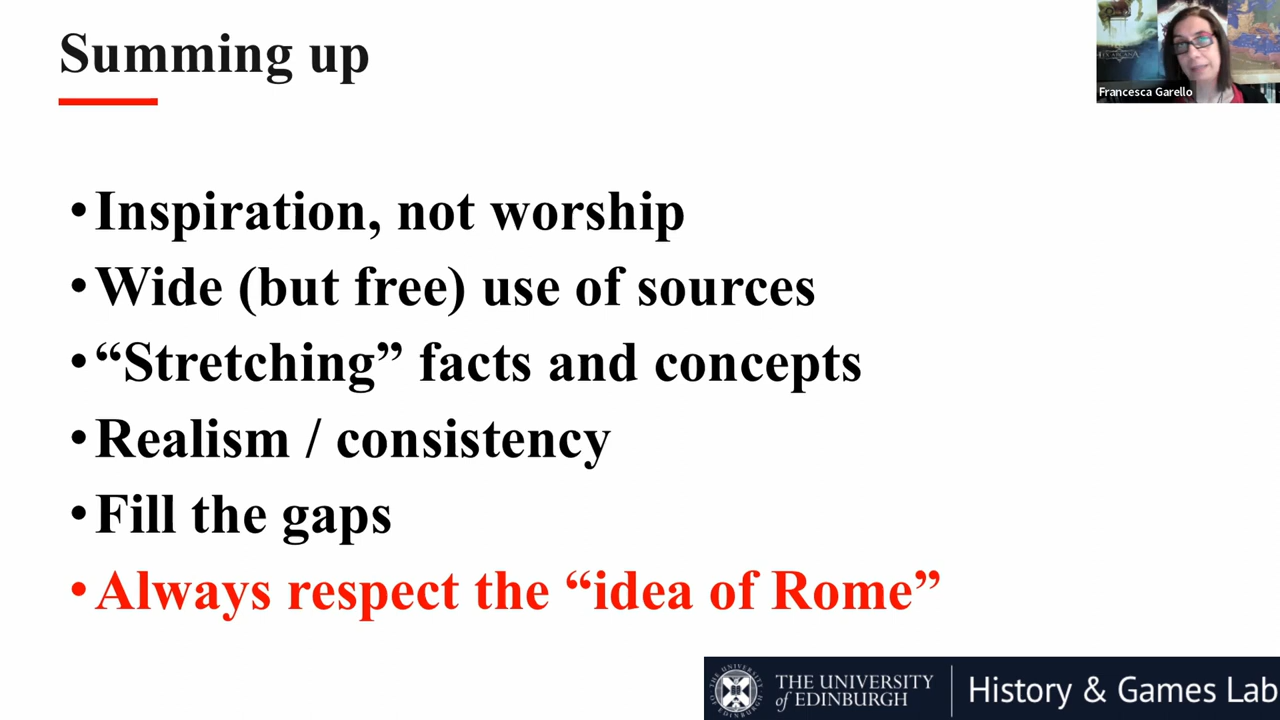 Summing up
Francesca Garello
•Inspiration, not worship
•Wide (but free) use of sources
•“Stretching” facts and concepts
•Realism / consistency
•Fill the gaps
•Always respect the “idea of Rome”
THE UNIVERSITY
of EDINBURGH
History & Games Lab